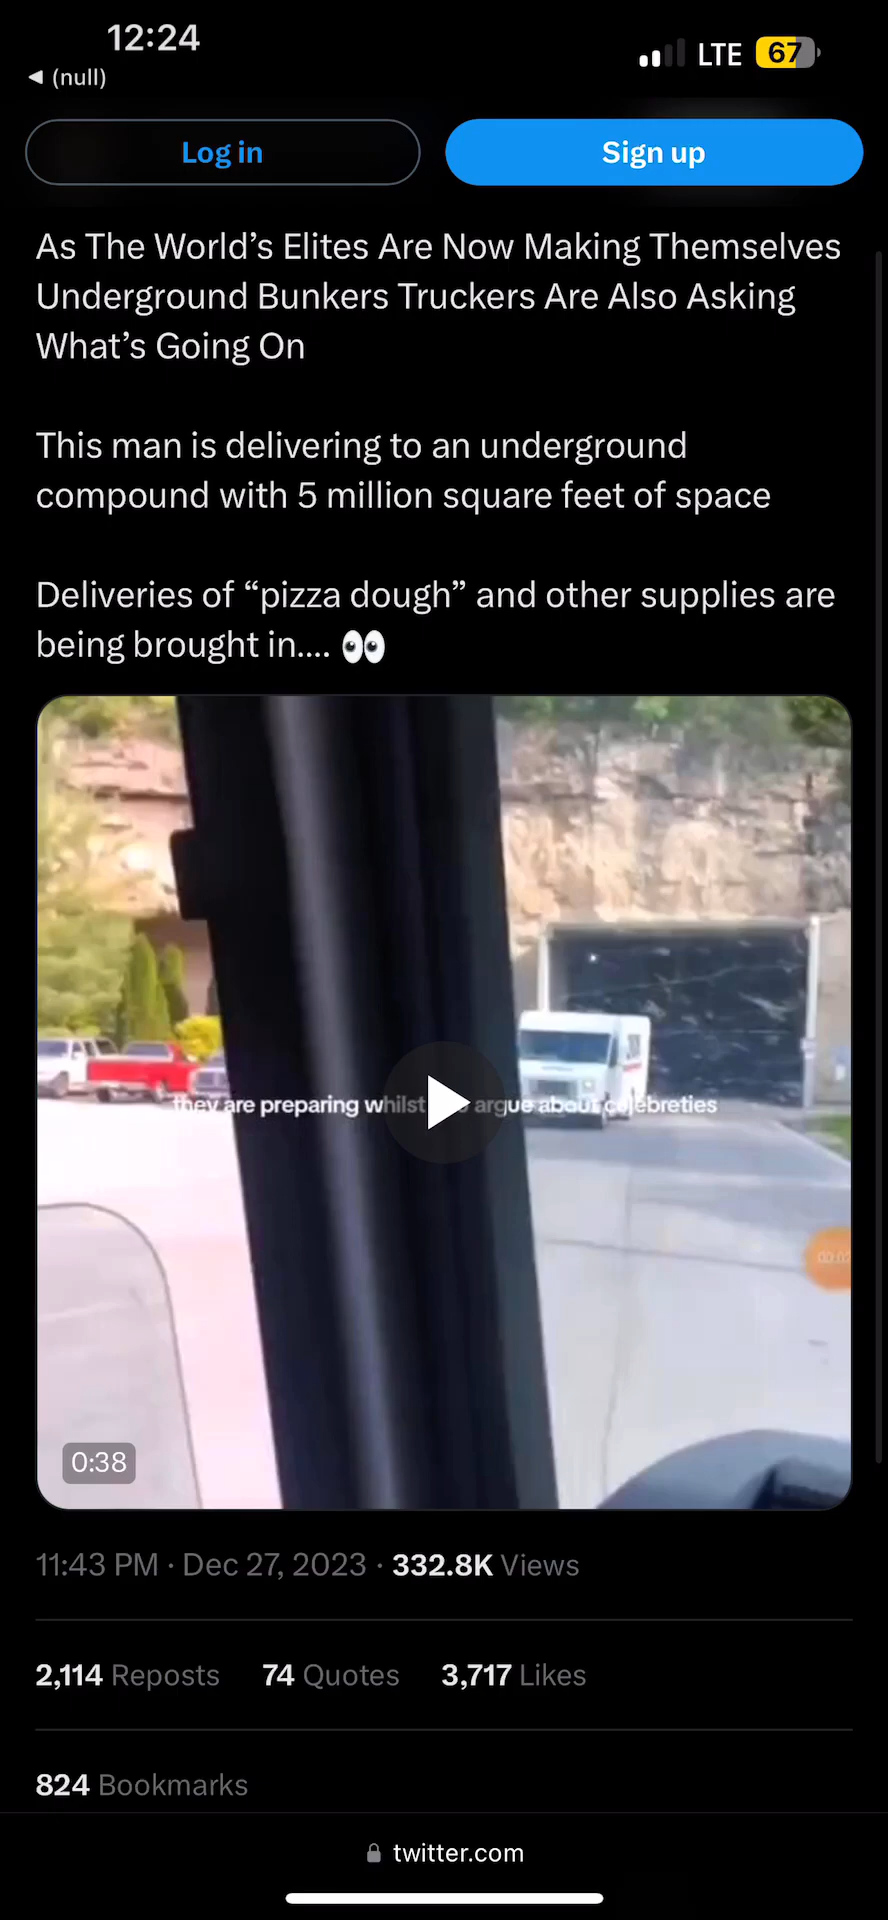 12:24
LTE 67
◄ (null)
Log in
Sign up
As The World’s Elites Are Now Making Themselves
Underground Bunkers Truckers Are Also Asking
What’s Going On
This man is delivering to an underground
compound with 5 million square feet of space
Deliveries of “pizza dough” and other supplies are
being brought in.... 👀
they are preparing whilst argue about celebreties
0:38
11:43 PM · Dec 27, 2023 · 332.8K Views
2,114 Reposts 74 Quotes 3,717 Likes
824 Bookmarks
twitter.com